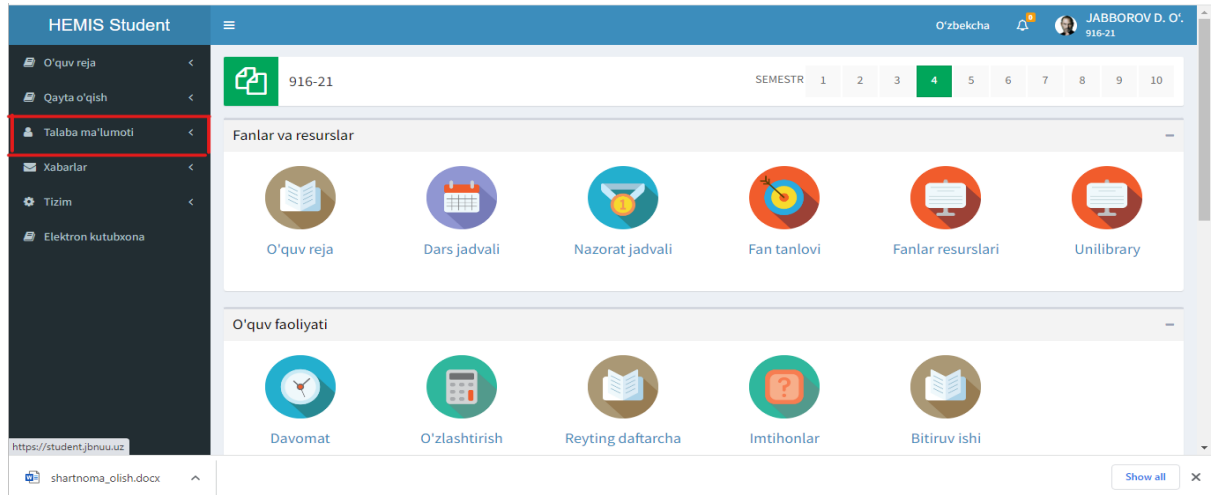 HEMIS Student
O'zbekcha
0
JABBOROV D. O'.
916-21
O'quv reja
Qayta o'qish
Talaba ma'lumoti
Xabarlar
Tizim
Elektron kutubxona
916-21
SEMESTR 1 2 3 4 5 6 7 8 9 10
Fanlar va resurslar
O'quv reja Dars jadvali Nazorat jadvali Fan tanlovi Fanlar resurslari Unilibrary
O'quv faoliyati
Davomat O'zlashtirish Reyting daftarcha Imtihonlar Bitiruv ishi
https://student.jbnuu.uz
shartnoma_olish.docx
Show all